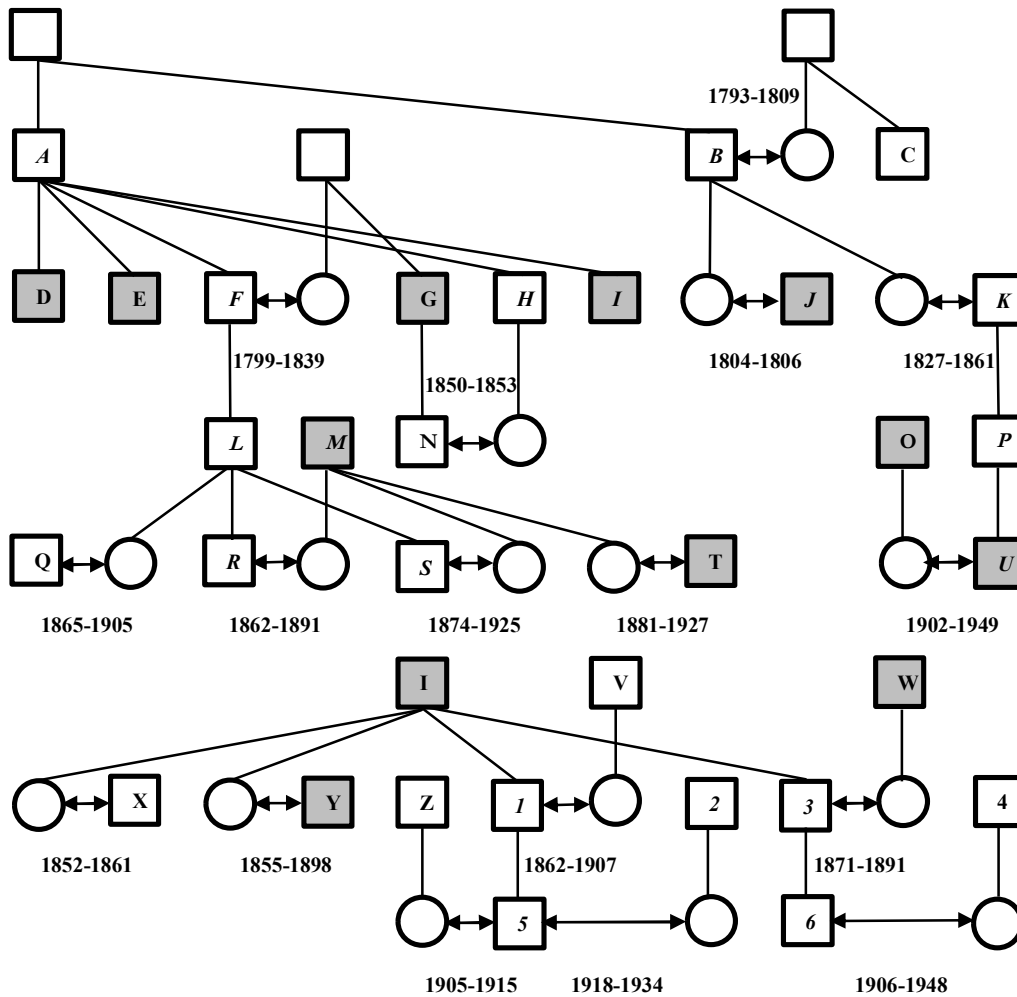 1793-1809
A
B
C
D
E
F
G
H
I
J
K
1799-1839
1850-1853
1804-1806
1827-1861
L
M
N
O
P
Q
R
S
T
U
1865-1905
1862-1891
1874-1925
1881-1927
1902-1949
I
V
W
X
Y
Z
1
2
3
4
1852-1861
1855-1898
1862-1907
1871-1891
5
6
1905-1915
1918-1934
1906-1948